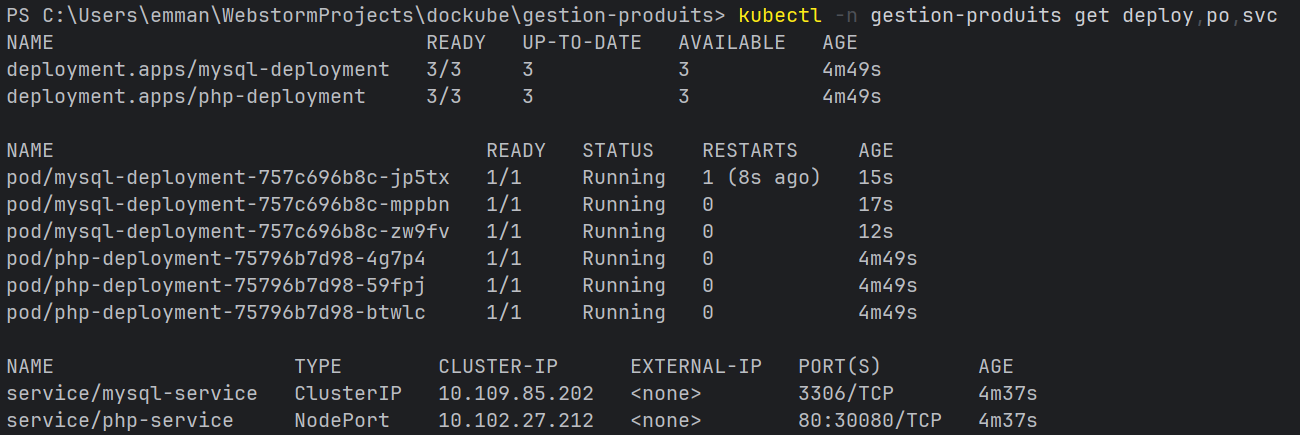 PS C:\Users\emman\WebstormProjects\dockube\gestion-produits> kubectl -n gestion-produits get deploy,po,svc
NAME                               READY   UP-TO-DATE   AVAILABLE   AGE
deployment.apps/mysql-deployment   3/3     3            3           4m49s
deployment.apps/php-deployment     3/3     3            3           4m49s
NAME                                    READY   STATUS    RESTARTS     AGE
pod/mysql-deployment-757c696b8c-jp5tx   1/1     Running   1 (8s ago)   15s
pod/mysql-deployment-757c696b8c-mppbn   1/1     Running   0            17s
pod/mysql-deployment-757c696b8c-zw9fv   1/1     Running   0            12s
pod/php-deployment-75796b7d98-4g7p4     1/1     Running   0            4m49s
pod/php-deployment-75796b7d98-59fpj     1/1     Running   0            4m49s
pod/php-deployment-75796b7d98-btwlc     1/1     Running   0            4m49s
NAME                    TYPE        CLUSTER-IP      EXTERNAL-IP   PORT(S)        AGE
service/mysql-service   ClusterIP   10.109.85.202   <none>        3306/TCP       4m37s
service/php-service     NodePort    10.102.27.212   <none>        80:30080/TCP   4m37s